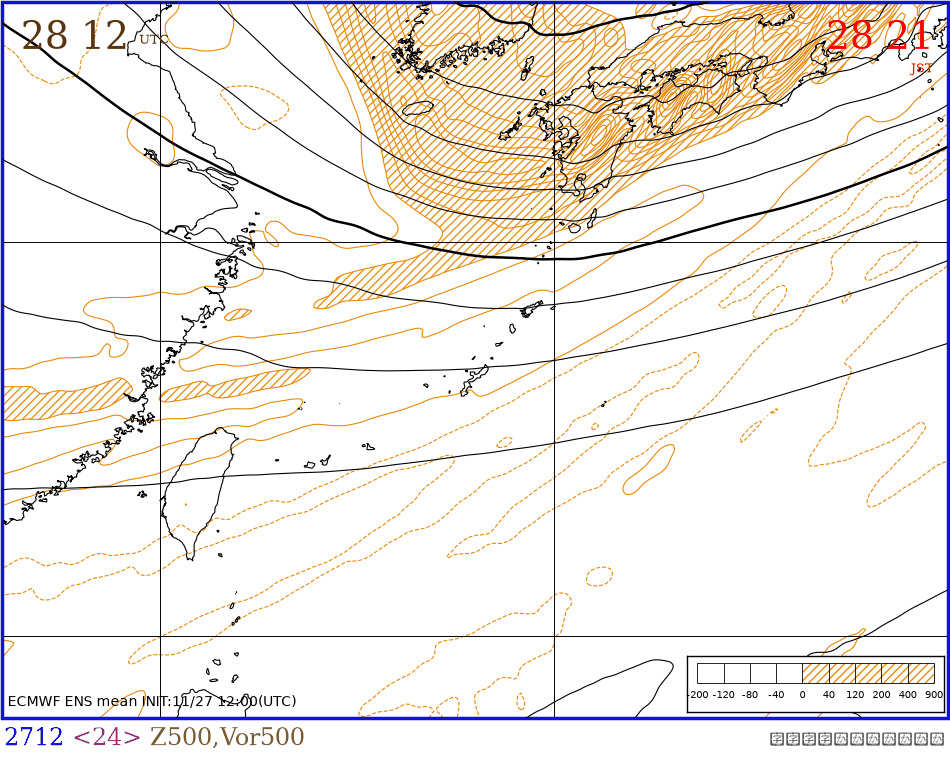 28 12 UTC
28 21
JST
-200 -120 -80 -40 0 40 120 200 400 900
ECMWF ENS mean INIT:11/27 12:00(UTC)
2712 <24> Z500,Vor500